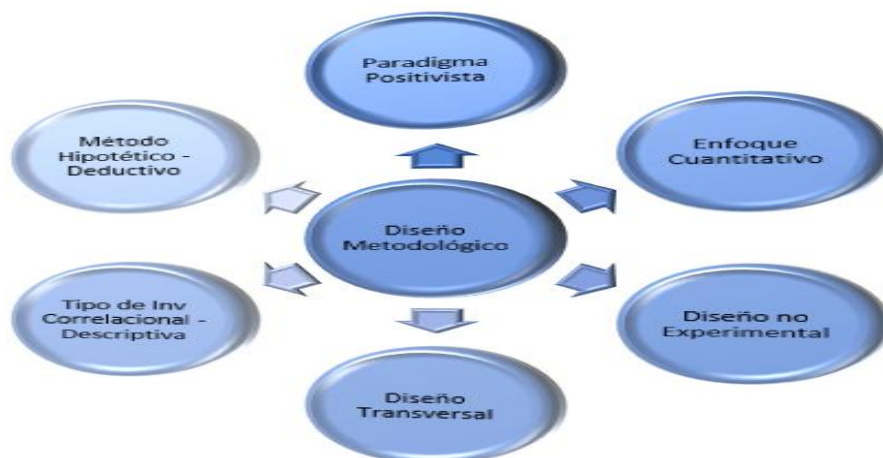 Paradigma
Positivista
Método
Hipotético -
Deductivo
Enfoque
Cuantitativo
Diseño
Metodológico
Tipo de Inv
Correlacional -
Descriptiva
Diseño no
Experimental
Diseño
Transversal